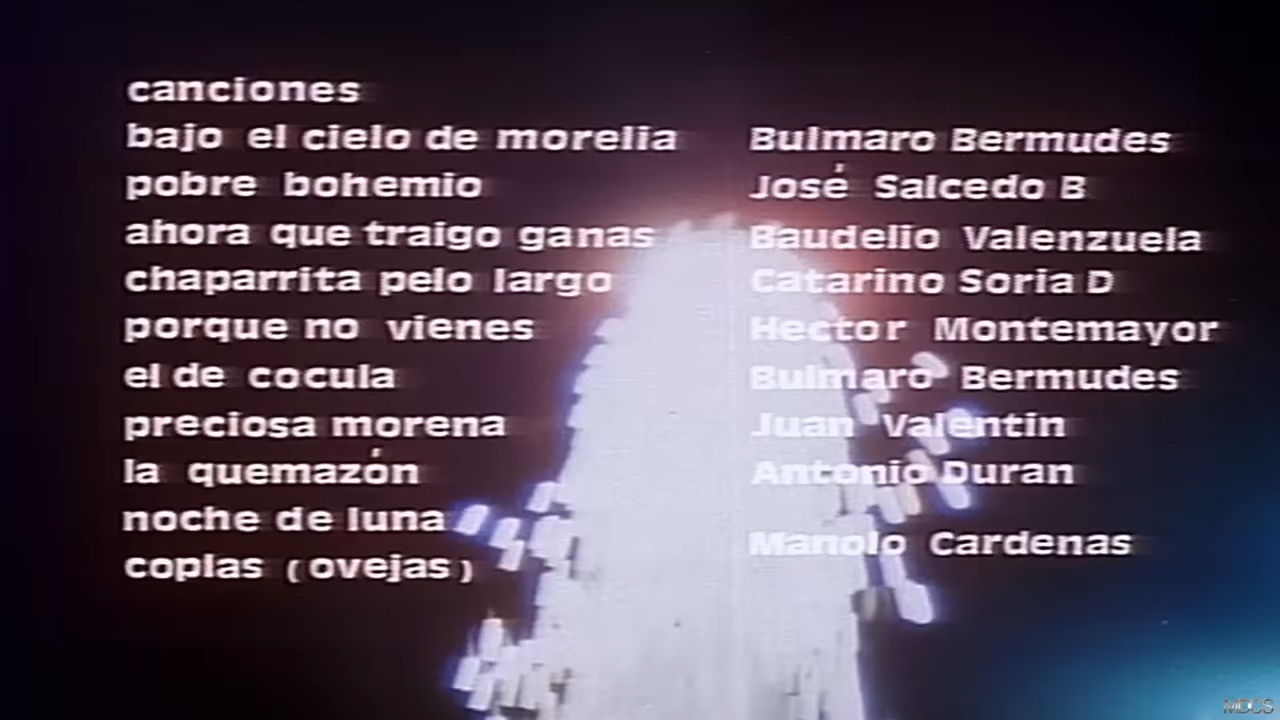 canciones
bajo el cielo de morelia Bulmaro Bermudes
pobre bohemio José Salcedo B
ahora que traigo ganas Baudelio Valenzuela
chaparrita pelo largo Catarino Soria D
porque no vienes Hector Montemayor
el de cocula Bulmaro Bermudes
preciosa morena Juan Valentin
la quemazón Antonio Duran
noche de luna
Manolo Cardenas
coplas (ovejas)
MDCS